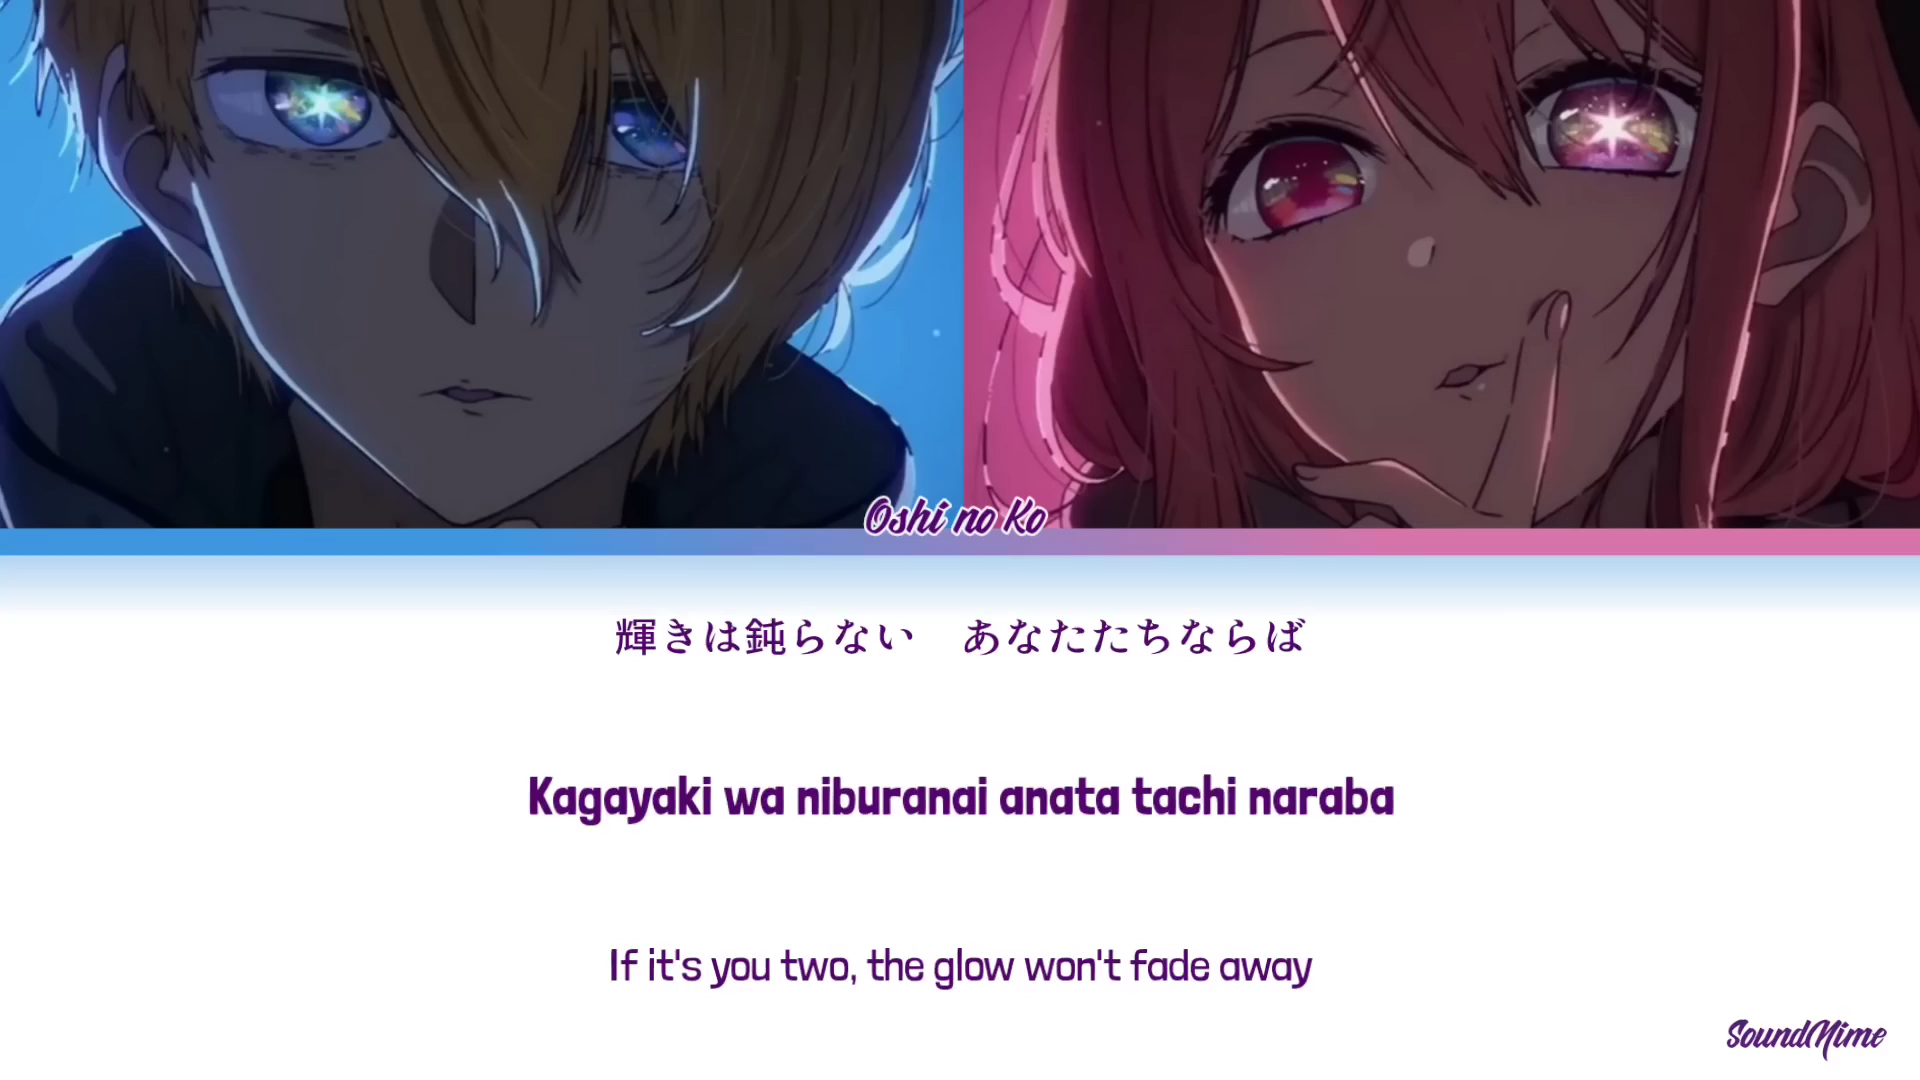 Oshi no Ko
輝きは鈍らない　あなたたちならば
Kagayaki wa niburanai anata tachi naraba
If it's you two, the glow won't fade away
SoundMime